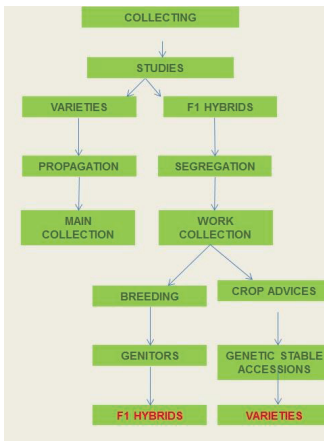 COLLECTING
STUDIES
VARIETIES
F1 HYBRIDS
PROPAGATION
SEGREGATION
MAIN
COLLECTION
WORK
COLLECTION
BREEDING
CROP ADVICES
GENITORS
GENETIC STABLE
ACCESSIONS
F1 HYBRIDS
VARIETIES